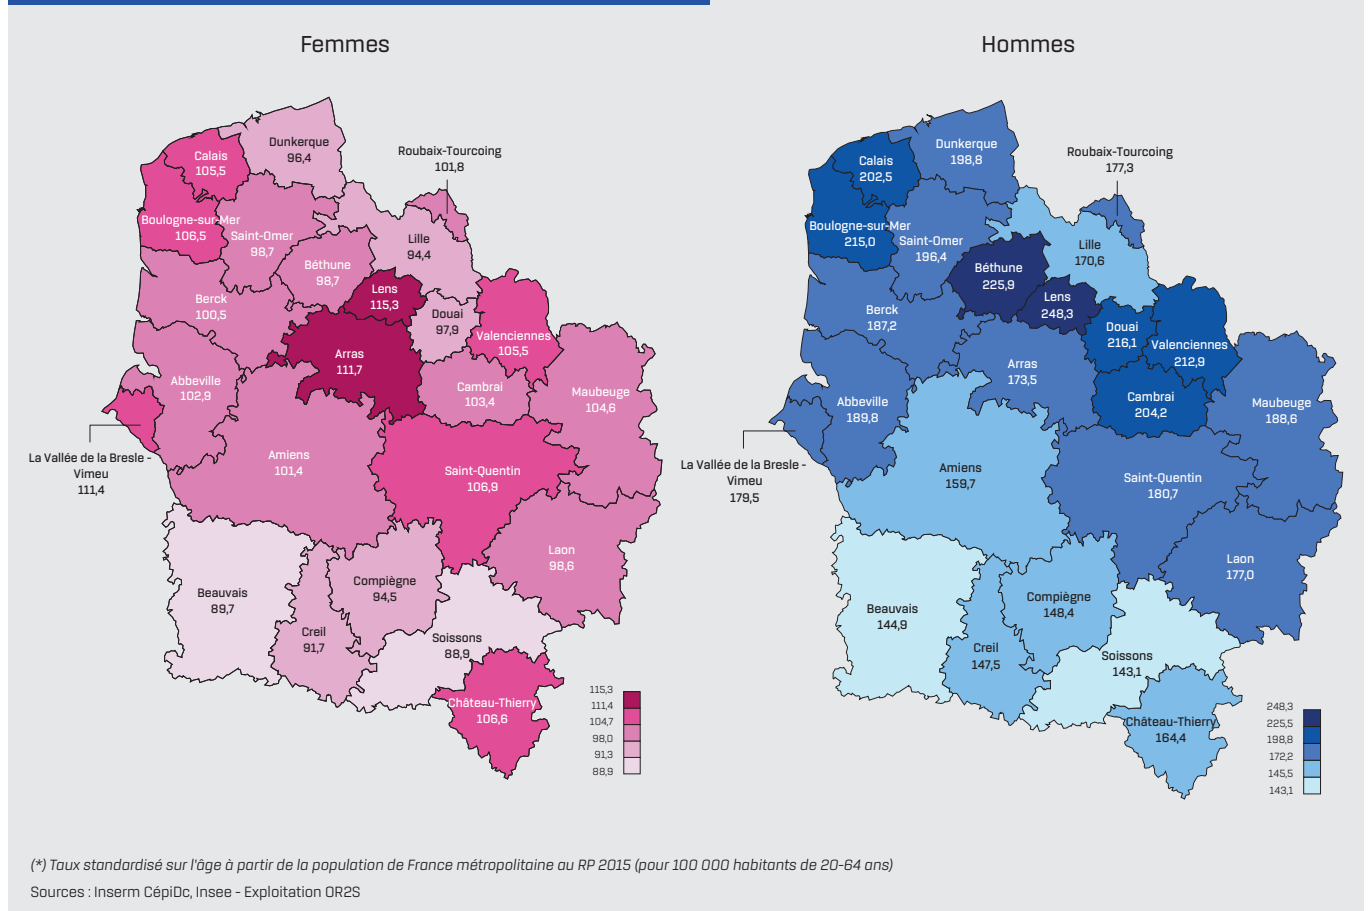 Femmes
Dunkerque
96,4
Calais
105,5
Roubaix-Tourcoing
101,8
Boulogne-sur-Mer
106,5
Saint-Omer
98,7
Lille
94,4
Béthune
98,7
Lens
115,3
Berck
100,5
Douai
97,9
Valenciennes
105,5
Arras
111,7
Abbeville
102,9
Cambrai
103,4
Maubeuge
104,6
La Vallée de la Bresle -
Vimeu
111,4
Amiens
101,4
Saint-Quentin
106,9
Laon
98,6
Beauvais
89,7
Compiègne
94,5
Creil
91,7
Soissons
88,9
Château-Thierry
106,6
115,3
111,4
104,7
98,0
91,3
88,9
Hommes
Dunkerque
198,8
Calais
202,5
Roubaix-Tourcoing
177,3
Boulogne-sur-Mer
215,0
Saint-Omer
196,4
Lille
170,6
Béthune
225,9
Lens
248,3
Berck
187,2
Douai
216,1
Valenciennes
212,9
Arras
173,5
Abbeville
189,8
Cambrai
204,2
Maubeuge
188,6
La Vallée de la Bresle -
Vimeu
179,5
Amiens
159,7
Saint-Quentin
180,7
Laon
177,0
Beauvais
144,9
Compiègne
148,4
Creil
147,5
Soissons
143,1
Château-Thierry
164,4
248,3
225,5
198,8
172,2
145,5
143,1
(*) Taux standardisé sur l'âge à partir de la population de France métropolitaine au RP 2015 (pour 100 000 habitants de 20-64 ans)
Sources : Inserm CépiDc, Insee - Exploitation OR2S